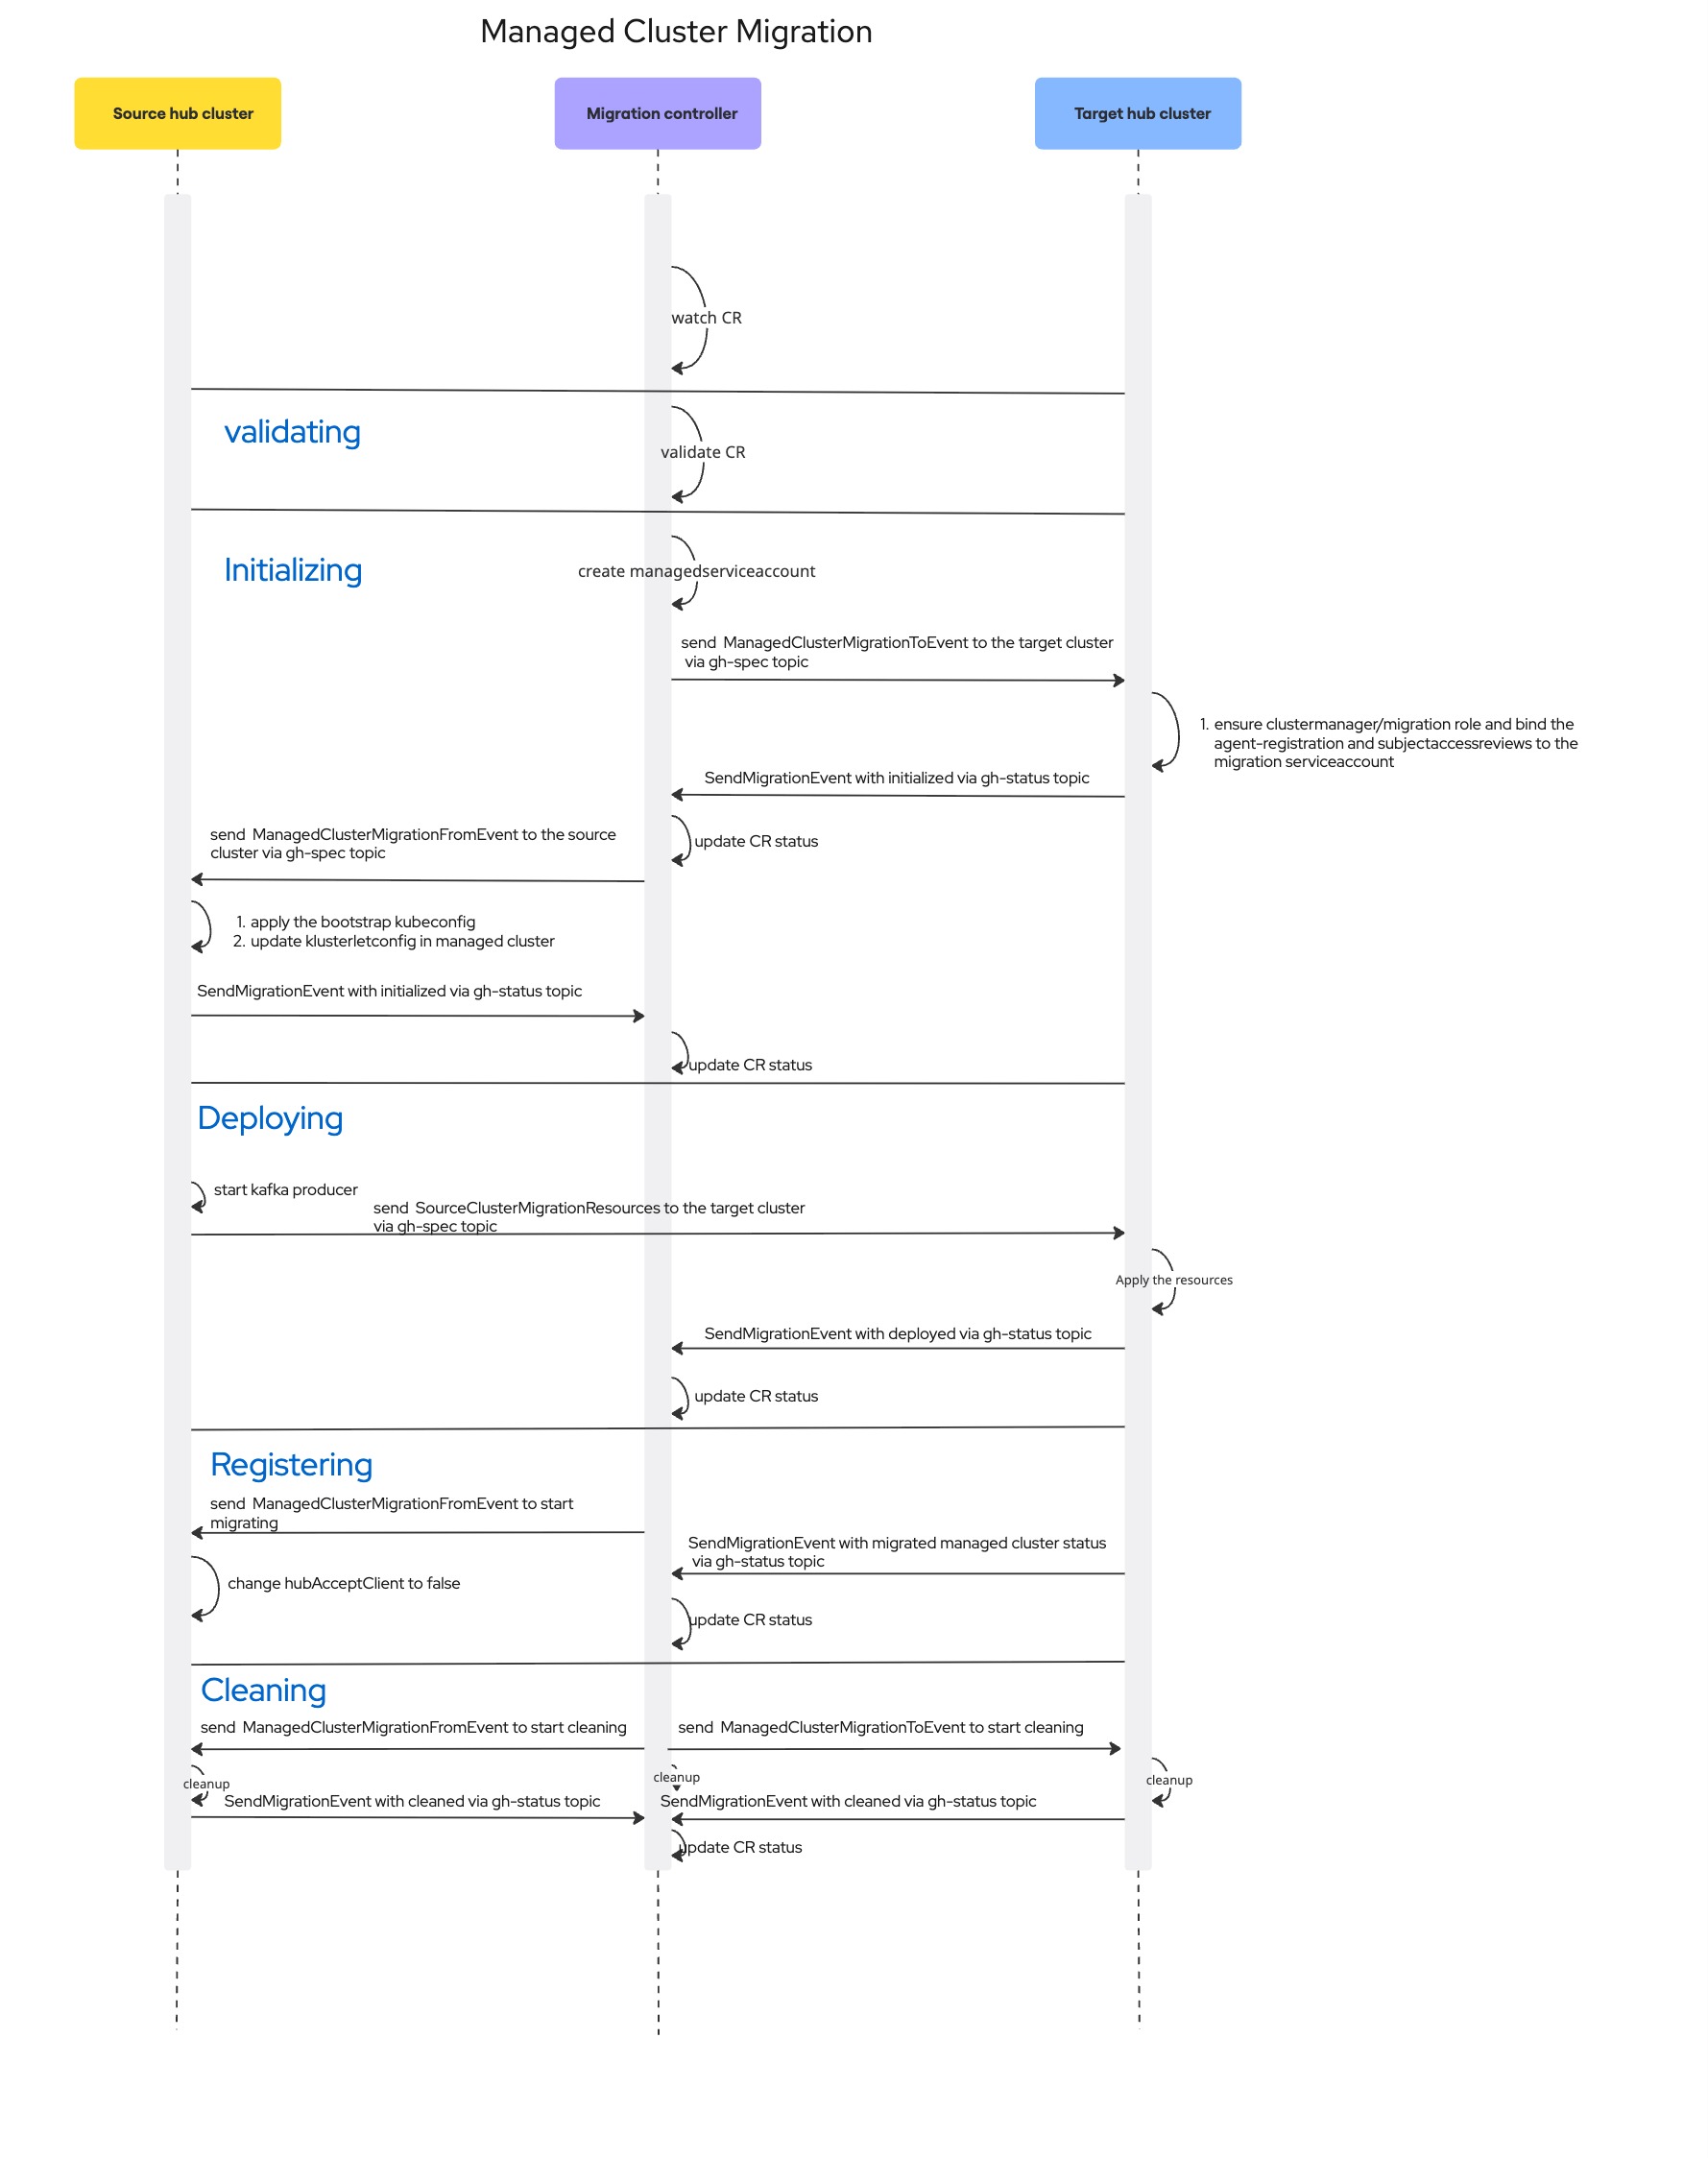 Managed Cluster Migration
Source hub cluster
Migration controller
Target hub cluster
watch CR
validating
validate CR
Initializing
create managedserviceaccount
send  ManagedClusterMigrationToEvent to the target cluster
via gh-spec topic
1. ensure clustermanager/migration role and bind the
agent-registration and subjectaccessreviews to the
migration serviceaccount
SendMigrationEvent with initialized via gh-status topic
send  ManagedClusterMigrationFromEvent to the source
cluster via gh-spec topic
update CR status
1. apply the bootstrap kubeconfig
2. update klusterletconfig in managed cluster
SendMigrationEvent with initialized via gh-status topic
update CR status
Deploying
start kafka producer
send  SourceClusterMigrationResources to the target cluster
via gh-spec topic
Apply the resources
SendMigrationEvent with deployed via gh-status topic
update CR status
Registering
send  ManagedClusterMigrationFromEvent to start
migrating
SendMigrationEvent with migrated managed cluster status
via gh-status topic
change hubAcceptClient to false
update CR status
Cleaning
send  ManagedClusterMigrationFromEvent to start cleaning
send  ManagedClusterMigrationToEvent to start cleaning
cleanup
cleanup
cleanup
SendMigrationEvent with cleaned via gh-status topic
SendMigrationEvent with cleaned via gh-status topic
update CR status